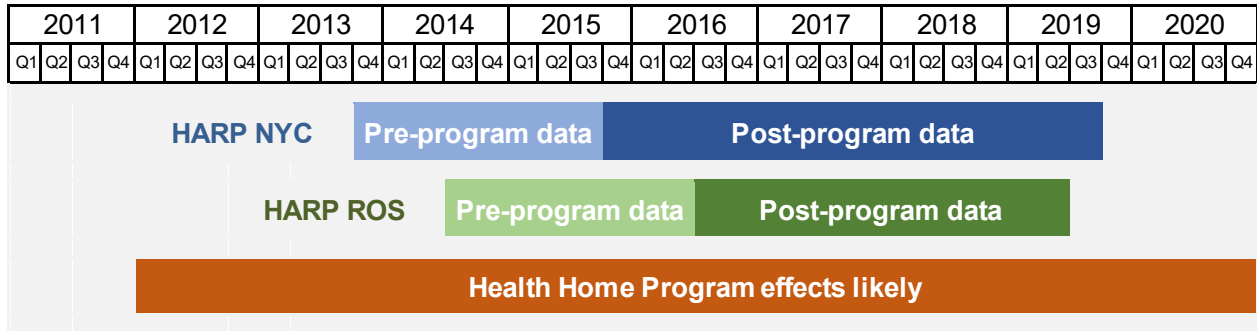 2011 2012 2013 2014 2015 2016 2017 2018 2019 2020
Q1 Q2 Q3 Q4 Q1 Q2 Q3 Q4 Q1 Q2 Q3 Q4 Q1 Q2 Q3 Q4 Q1 Q2 Q3 Q4 Q1 Q2 Q3 Q4 Q1 Q2 Q3 Q4 Q1 Q2 Q3 Q4 Q1 Q2 Q3 Q4 Q1 Q2 Q3 Q4
HARP NYC Pre-program data Post-program data
HARP ROS Pre-program data Post-program data
Health Home Program effects likely